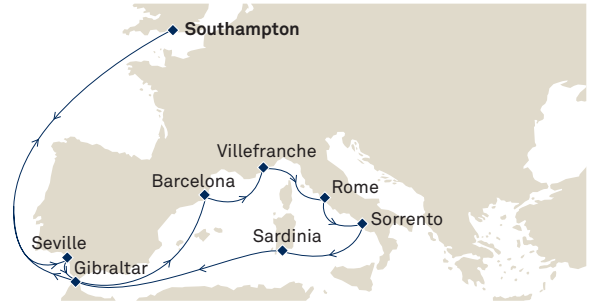 Southampton
Villefranche
Barcelona
Rome
Sorrento
Seville
Sardinia
Gibraltar